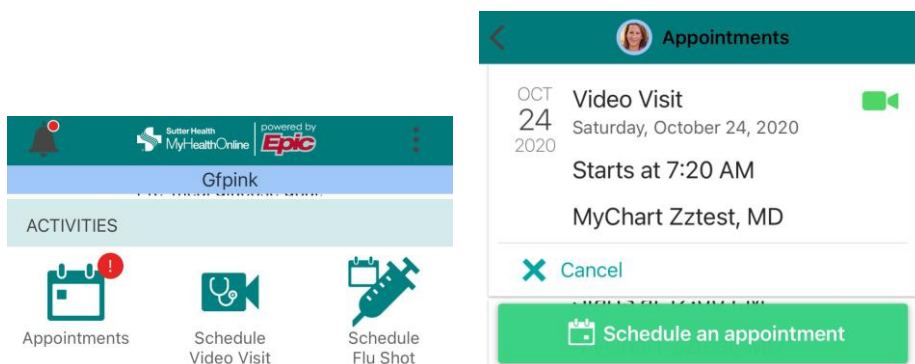 Sutter Health
MyHealthOnline
powered by
Epic
Gfpink
ACTIVITIES
Appointments
Schedule
Video Visit
Schedule
Flu Shot
Appointments
OCT
24
2020
Video Visit
Saturday, October 24, 2020
Starts at 7:20 AM
MyChart Zztest, MD
Cancel
Schedule an appointment